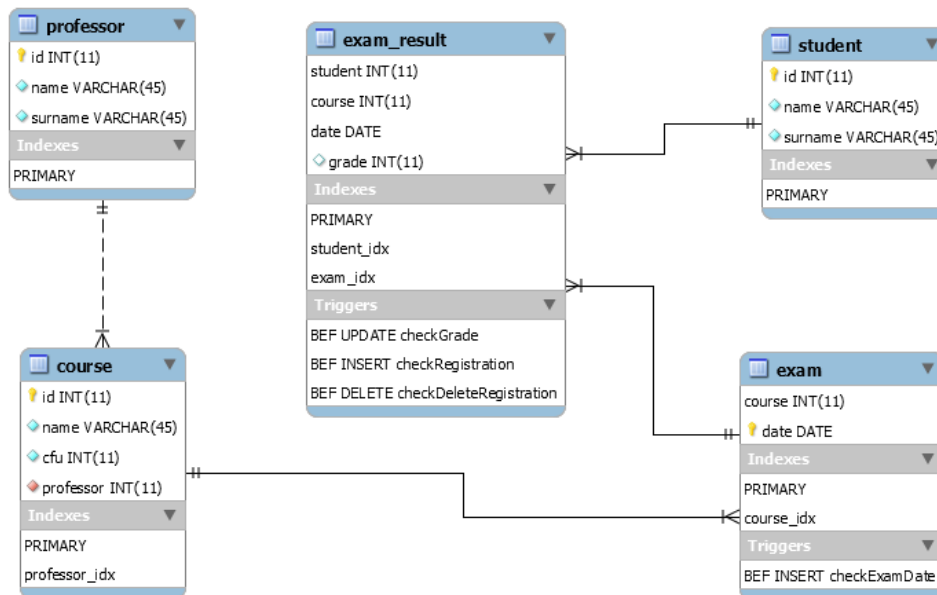 professor
id INT(11)
name VARCHAR(45)
surname VARCHAR(45)
Indexes
PRIMARY
exam_result
student INT(11)
course INT(11)
date DATE
grade INT(11)
Indexes
PRIMARY
student_idx
exam_idx
Triggers
BEF UPDATE checkGrade
BEF INSERT checkRegistration
BEF DELETE checkDeleteRegistration
student
id INT(11)
name VARCHAR(45)
surname VARCHAR(45)
Indexes
PRIMARY
course
id INT(11)
name VARCHAR(45)
cfu INT(11)
professor INT(11)
Indexes
PRIMARY
professor_idx
exam
course INT(11)
date DATE
Indexes
PRIMARY
course_idx
Triggers
BEF INSERT checkExamDate